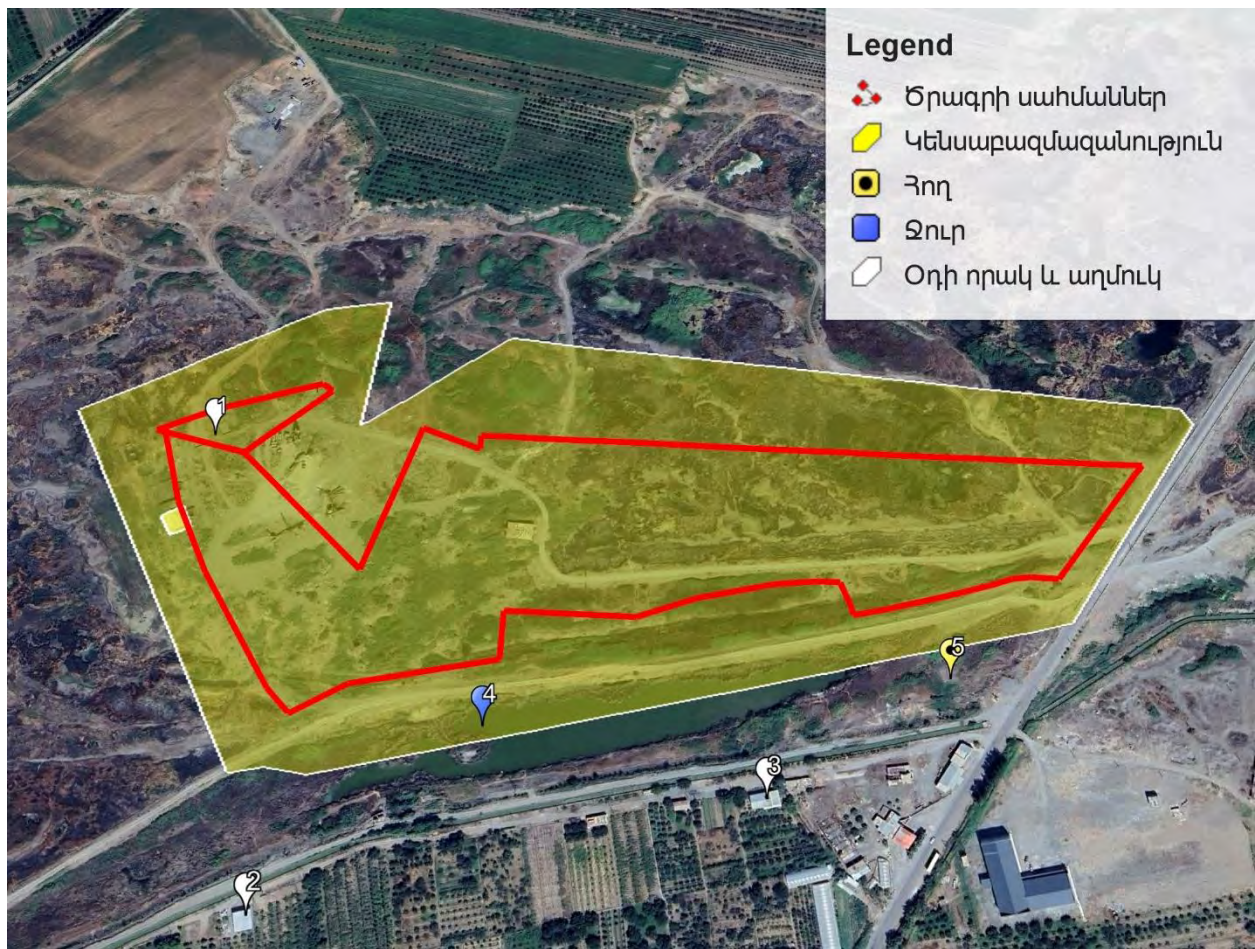 Legend
Ծրագրի սահմաններ
Կենսաբազմազանություն
Հող
Ջուր
Օդի որակ և աղմուկ
1
5
4
3
2